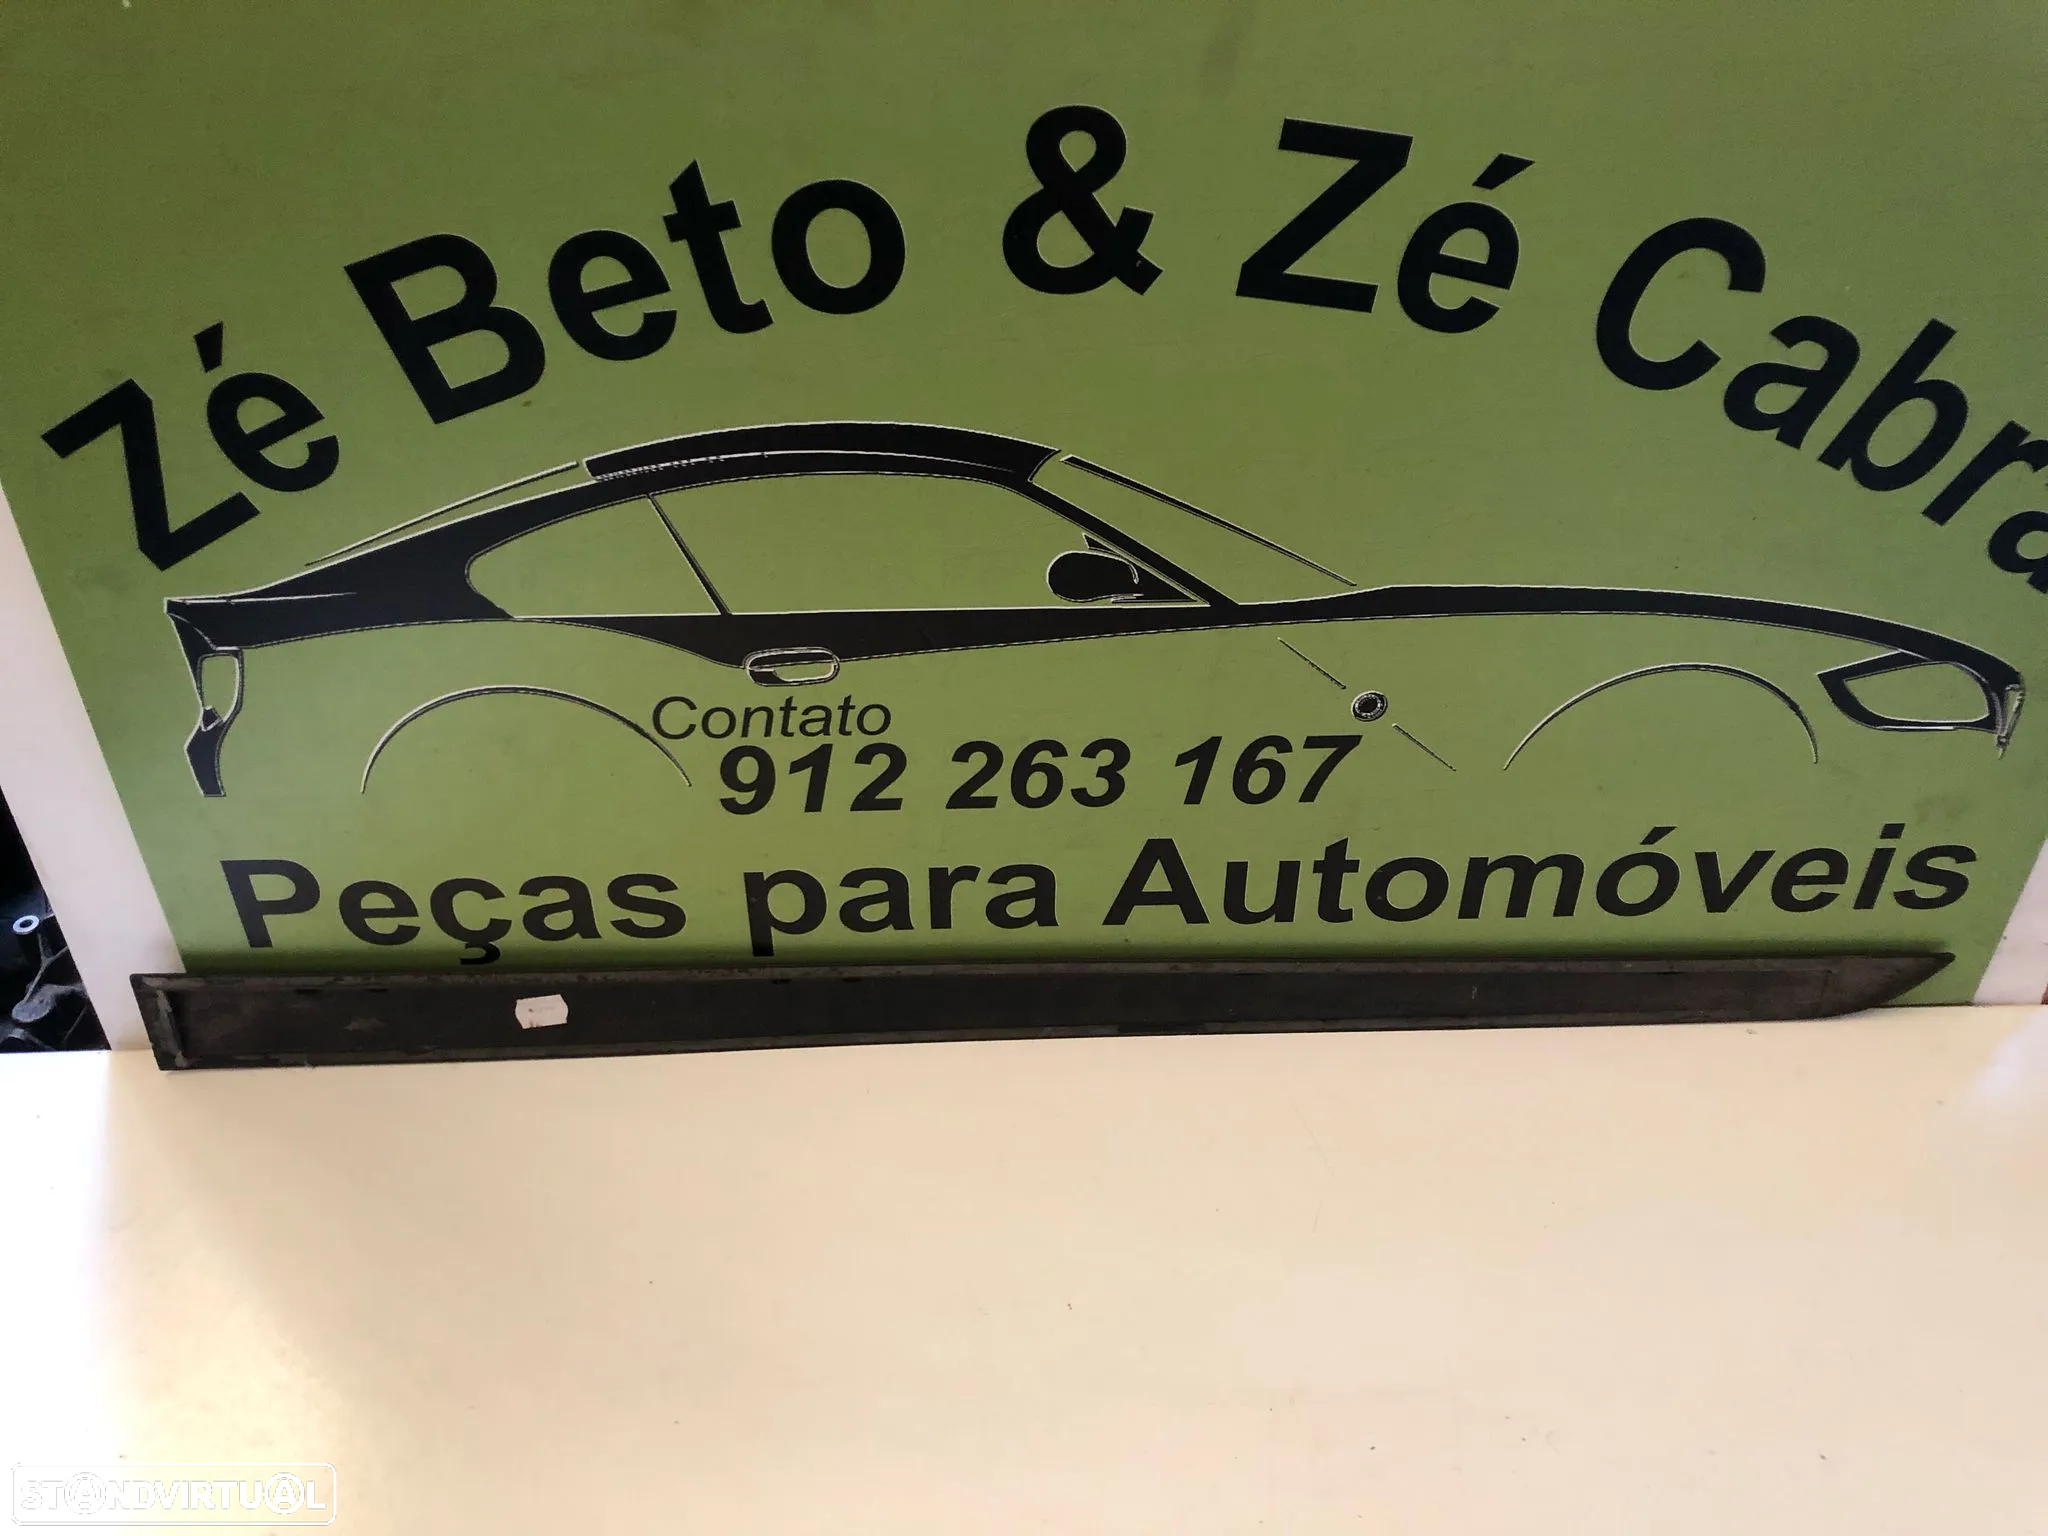 Zé Beto & Zé Cabra
Contato
912 263 167
Peças para Automóveis
STANDVIRTUAL